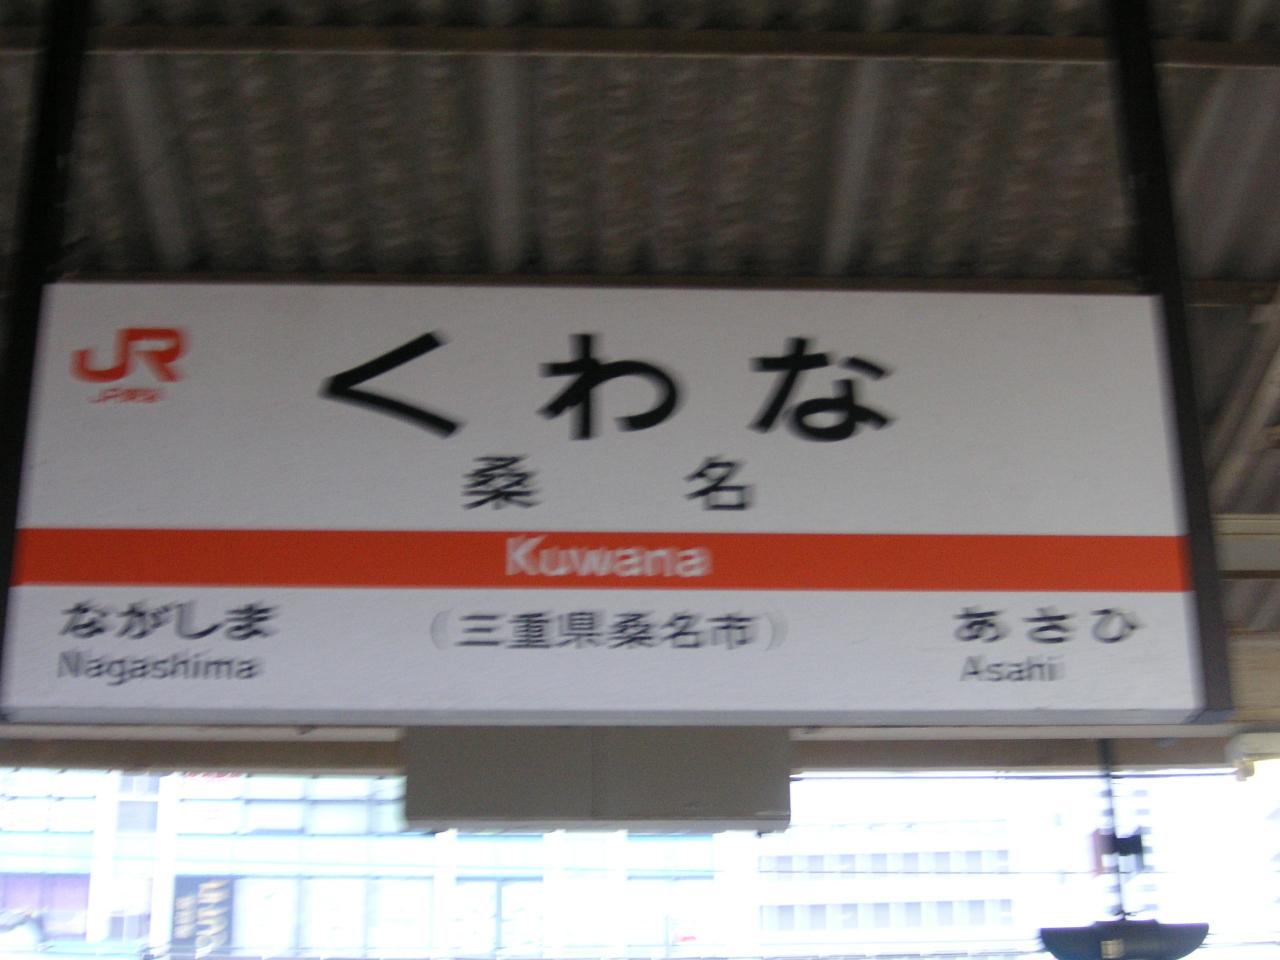 JR
くわな
桑名
Kuwana
ながしま
Nagashima
(三重県桑名市)
あさひ
Asahi